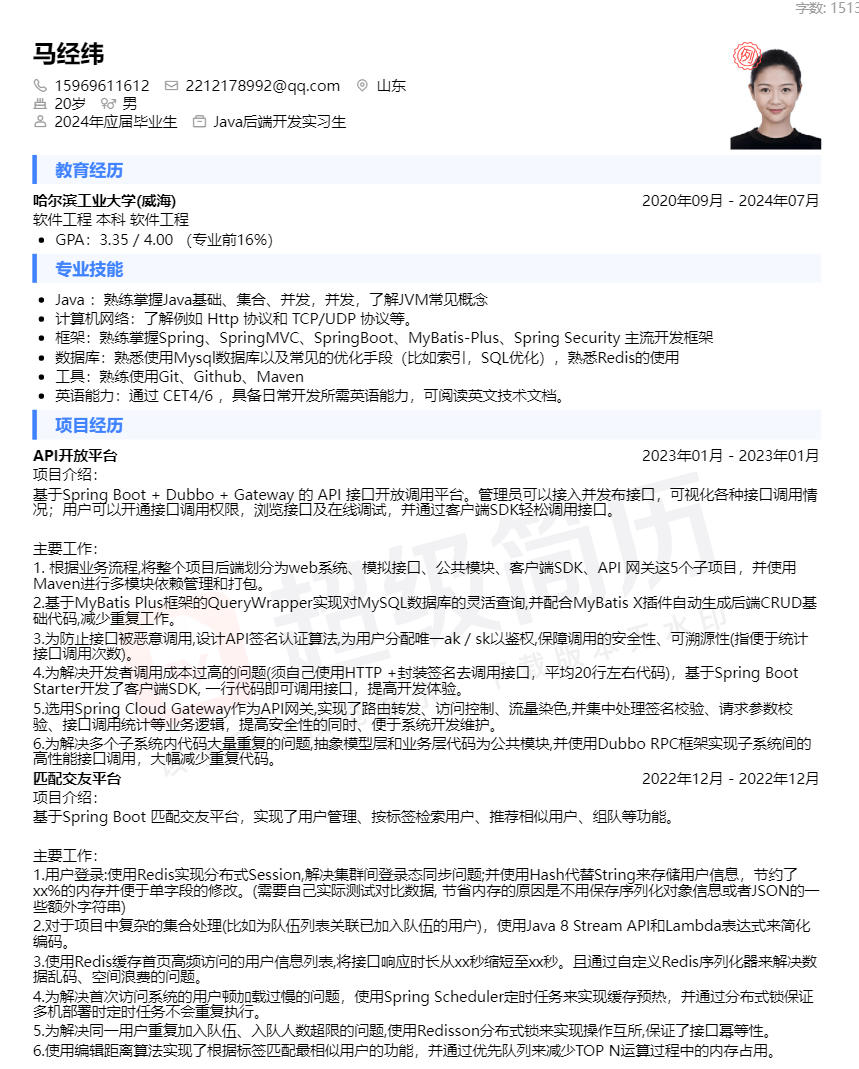 字数: 1513
马经纬
例
15969611612 2212178992@qq.com 山东
20岁 男
2024年应届毕业生 Java后端开发实习生
教育经历
哈尔滨工业大学(威海) 2020年09月 - 2024年07月
软件工程 本科 软件工程
• GPA：3.35 / 4.00 （专业前16%）
专业技能
• Java ：熟练掌握Java基础、集合、并发，并发，了解JVM常见概念
• 计算机网络：了解例如 Http 协议和 TCP/UDP 协议等。
• 框架：熟练掌握Spring、SpringMVC、SpringBoot、MyBatis-Plus、Spring Security 主流开发框架
• 数据库：熟悉使用Mysql数据库以及常见的优化手段（比如索引，SQL优化），熟悉Redis的使用
• 工具：熟练使用Git、Github、Maven
• 英语能力：通过 CET4/6 ，具备日常开发所需英语能力，可阅读英文技术文档。
项目经历
API开放平台 2023年01月 - 2023年01月
项目介绍：
基于Spring Boot + Dubbo + Gateway 的 API 接口开放调用平台。管理员可以接入并发布接口，可视化各种接口调用情
况；用户可以开通接口调用权限，浏览接口及在线调试，并通过客户端SDK轻松调用接口。
主要工作：
1. 根据业务流程,将整个项目后端划分为web系统、模拟接口、公共模块、客户端SDK、API 网关这5个子项目，并使用
Maven进行多模块依赖管理和打包。
2.基于MyBatis Plus框架的QueryWrapper实现对MySQL数据库的灵活查询,并配合MyBatis X插件自动生成后端CRUD基
础代码,减少重复工作。
3.为防止接口被恶意调用,设计API签名认证算法,为用户分配唯一ak / sk以鉴权,保障调用的安全性、可溯源性(指便于统计
接口调用次数)。
4.为解决开发者调用成本过高的问题(须自己使用HTTP +封装签名去调用接口，平均20行左右代码)，基于Spring Boot
Starter开发了客户端SDK, 一行代码即可调用接口，提高开发体验。
5.选用Spring Cloud Gateway作为API网关,实现了路由转发、访问控制、流量染色,并集中处理签名校验、请求参数校
验、接口调用统计等业务逻辑，提高安全性的同时、便于系统开发维护。
6.为解决多个子系统内代码大量重复的问题,抽象模型层和业务层代码为公共模块,并使用Dubbo RPC框架实现子系统间的
高性能接口调用，大幅减少重复代码。
超级简历
下载版本无水印
匹配交友平台 2022年12月 - 2022年12月
项目介绍：
基于Spring Boot 匹配交友平台，实现了用户管理、按标签检索用户、推荐相似用户、组队等功能。
主要工作：
1.用户登录:使用Redis实现分布式Session,解决集群间登录态同步问题;并使用Hash代替String来存储用户信息，节约了
xx%的内存并便于单字段的修改。(需要自己实际测试对比数据, 节省内存的原因是不用保存序列化对象信息或者JSON的一
些额外字符串)
2.对于项目中复杂的集合处理(比如为队伍列表关联已加入队伍的用户)，使用Java 8 Stream API和Lambda表达式来简化
编码。
3.使用Redis缓存首页高频访问的用户信息列表,将接口响应时长从xx秒缩短至xx秒。且通过自定义Redis序列化器来解决数
据乱码、空间浪费的问题。
4.为解决首次访问系统的用户顿加载过慢的问题，使用Spring Scheduler定时任务来实现缓存预热，并通过分布式锁保证
多机部署时定时任务不会重复执行。
5.为解决同一用户重复加入队伍、入队人数超限的问题,使用Redisson分布式锁来实现操作互所,保证了接口幂等性。
6.使用编辑距离算法实现了根据标签匹配最相似用户的功能，并通过优先队列来减少TOP N运算过程中的内存占用。